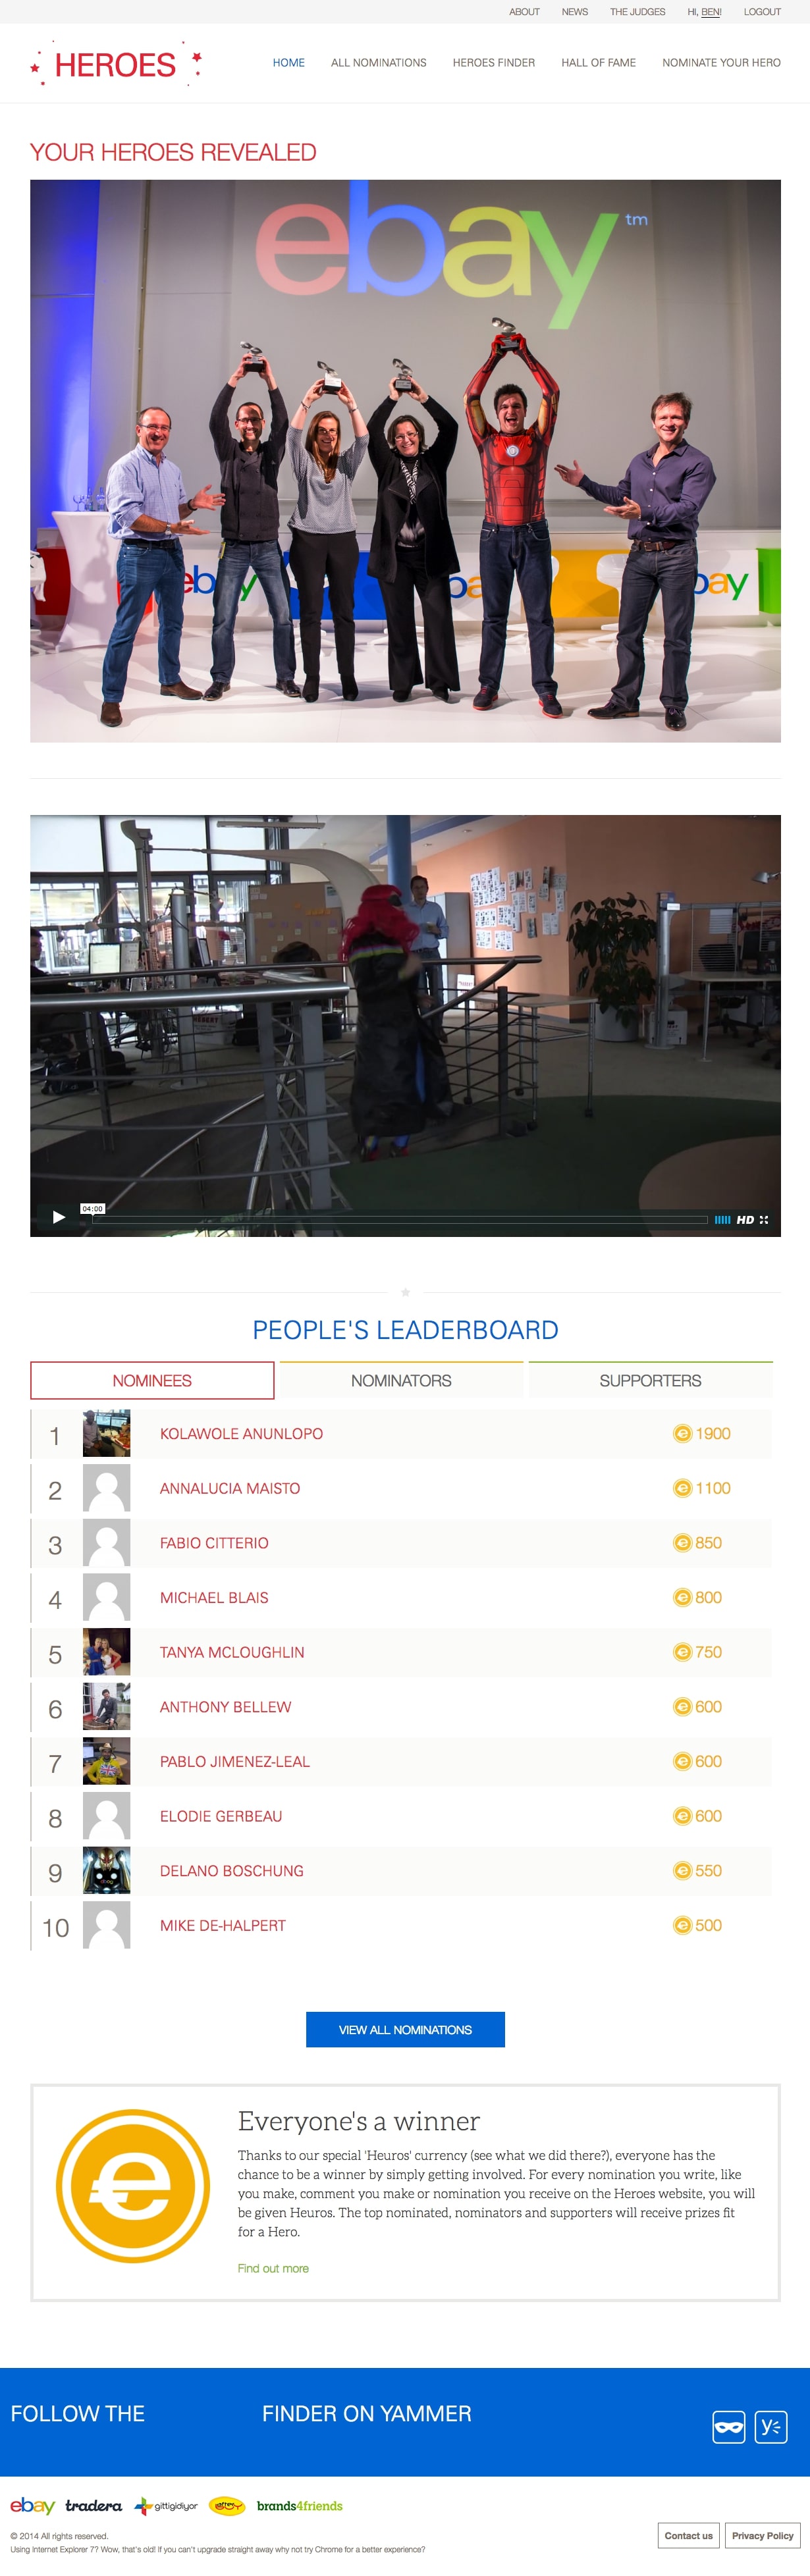 ABOUT NEWS THE JUDGES HI, BEN! LOGOUT
HEROES
HOME ALL NOMINATIONS HEROES FINDER HALL OF FAME NOMINATE YOUR HERO
YOUR HEROES REVEALED
ebay™
ebay
bay
04:00
HD
PEOPLE'S LEADERBOARD
NOMINEES NOMINATORS SUPPORTERS
1 KOLAWOLE ANUNLOPO 1900
2 ANNALUCIA MAISTO 1100
3 FABIO CITTERIO 850
4 MICHAEL BLAIS 800
5 TANYA MCLOUGHLIN 750
6 ANTHONY BELLEW 600
7 PABLO JIMENEZ-LEAL 600
8 ELODIE GERBEAU 600
9 DELANO BOSCHUNG 550
10 MIKE DE-HALPERT 500
VIEW ALL NOMINATIONS
Everyone's a winner
Thanks to our special 'Heuros' currency (see what we did there?), everyone has the
chance to be a winner by simply getting involved. For every nomination you write, like
you make, comment you make or nomination you receive on the Heroes website, you will
be given Heuros. The top nominated, nominators and supporters will receive prizes fit
for a Hero.
Find out more
FOLLOW THE FINDER ON YAMMER
ebay tradera gittigidiyor brands4friends
© 2014 All rights reserved.
Using Internet Explorer 7? Wow, that's old! If you can't upgrade straight away why not try Chrome for a better experience?
Contact us Privacy Policy